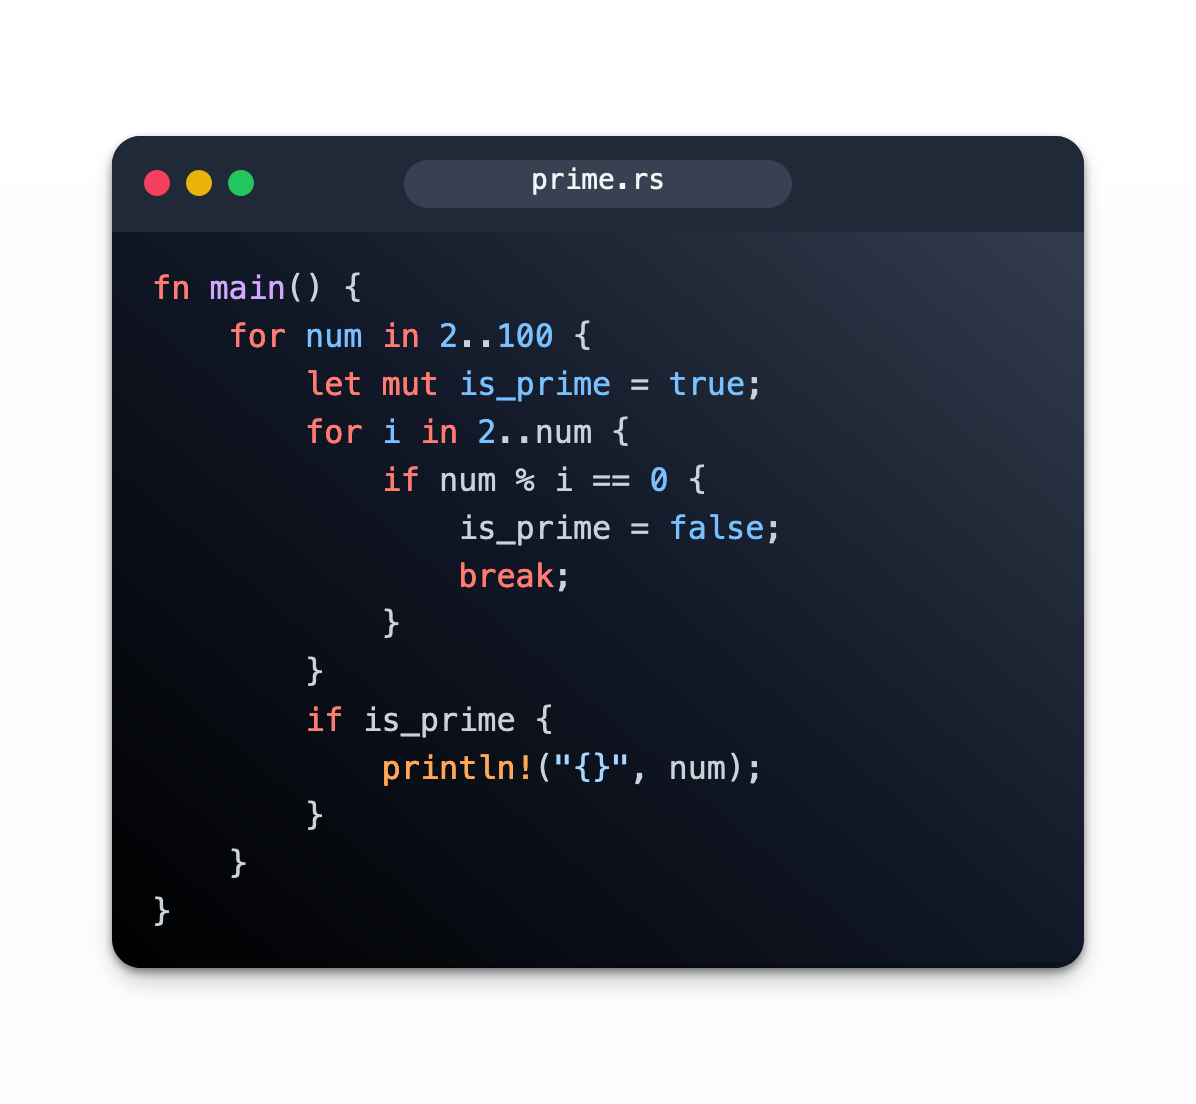 prime.rs
fn main() {
    for num in 2..100 {
        let mut is_prime = true;
        for i in 2..num {
            if num % i == 0 {
                is_prime = false;
                break;
            }
        }
        if is_prime {
            println!("{}", num);
        }
    }
}